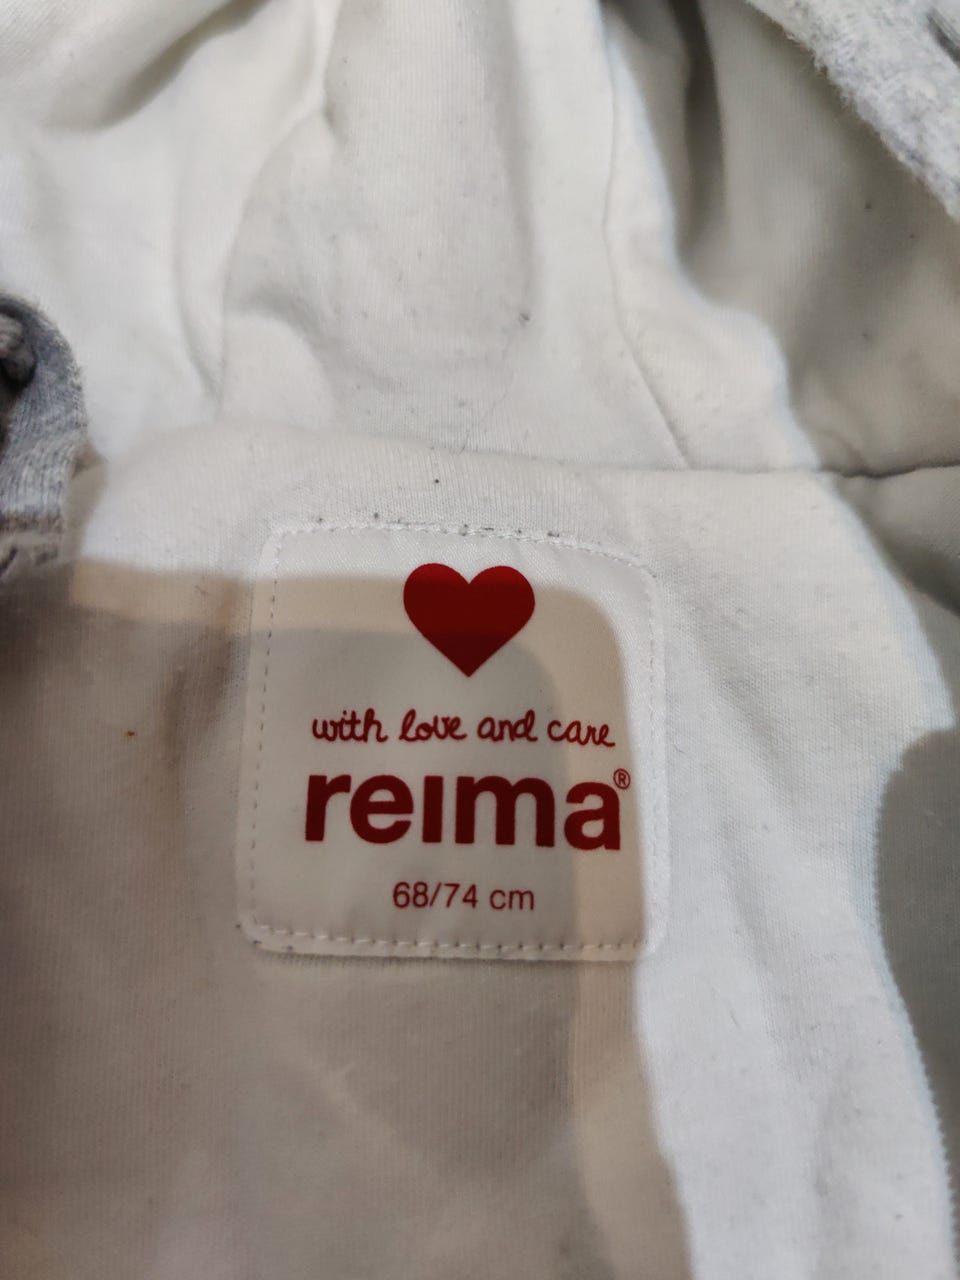 with love and care
reima®
68/74 cm